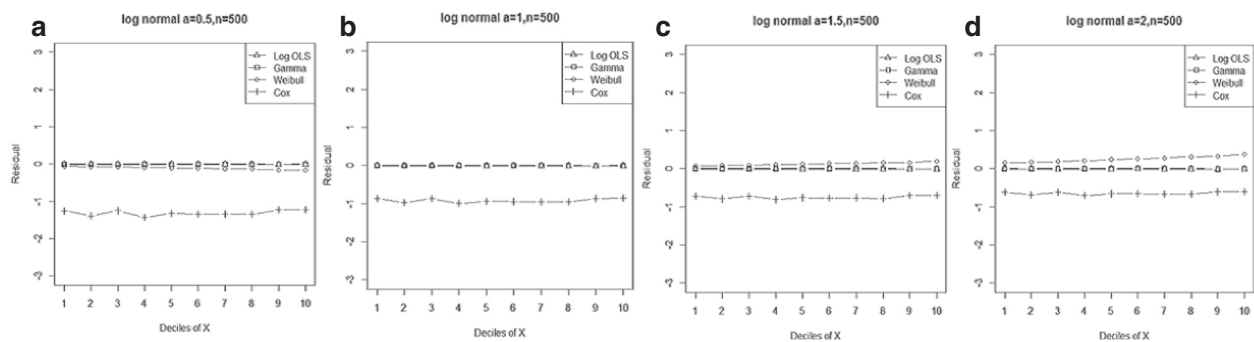 a
log normal a=0.5,n=500
Log OLS
Gamma
Weibull
Cox
Residual
3
2
1
0
-1
-2
-3
1 2 3 4 5 6 7 8 9 10
Deciles of X
b
log normal a=1,n=500
Log OLS
Gamma
Weibull
Cox
Residual
3
2
1
0
-1
-2
-3
1 2 3 4 5 6 7 8 9 10
Deciles of X
c
log normal a=1.5,n=500
Log OLS
Gamma
Weibull
Cox
Residual
3
2
1
0
-1
-2
-3
1 2 3 4 5 6 7 8 9 10
Deciles of X
d
log normal a=2,n=500
Log OLS
Gamma
Weibull
Cox
Residual
3
2
1
0
-1
-2
-3
1 2 3 4 5 6 7 8 9 10
Deciles of X